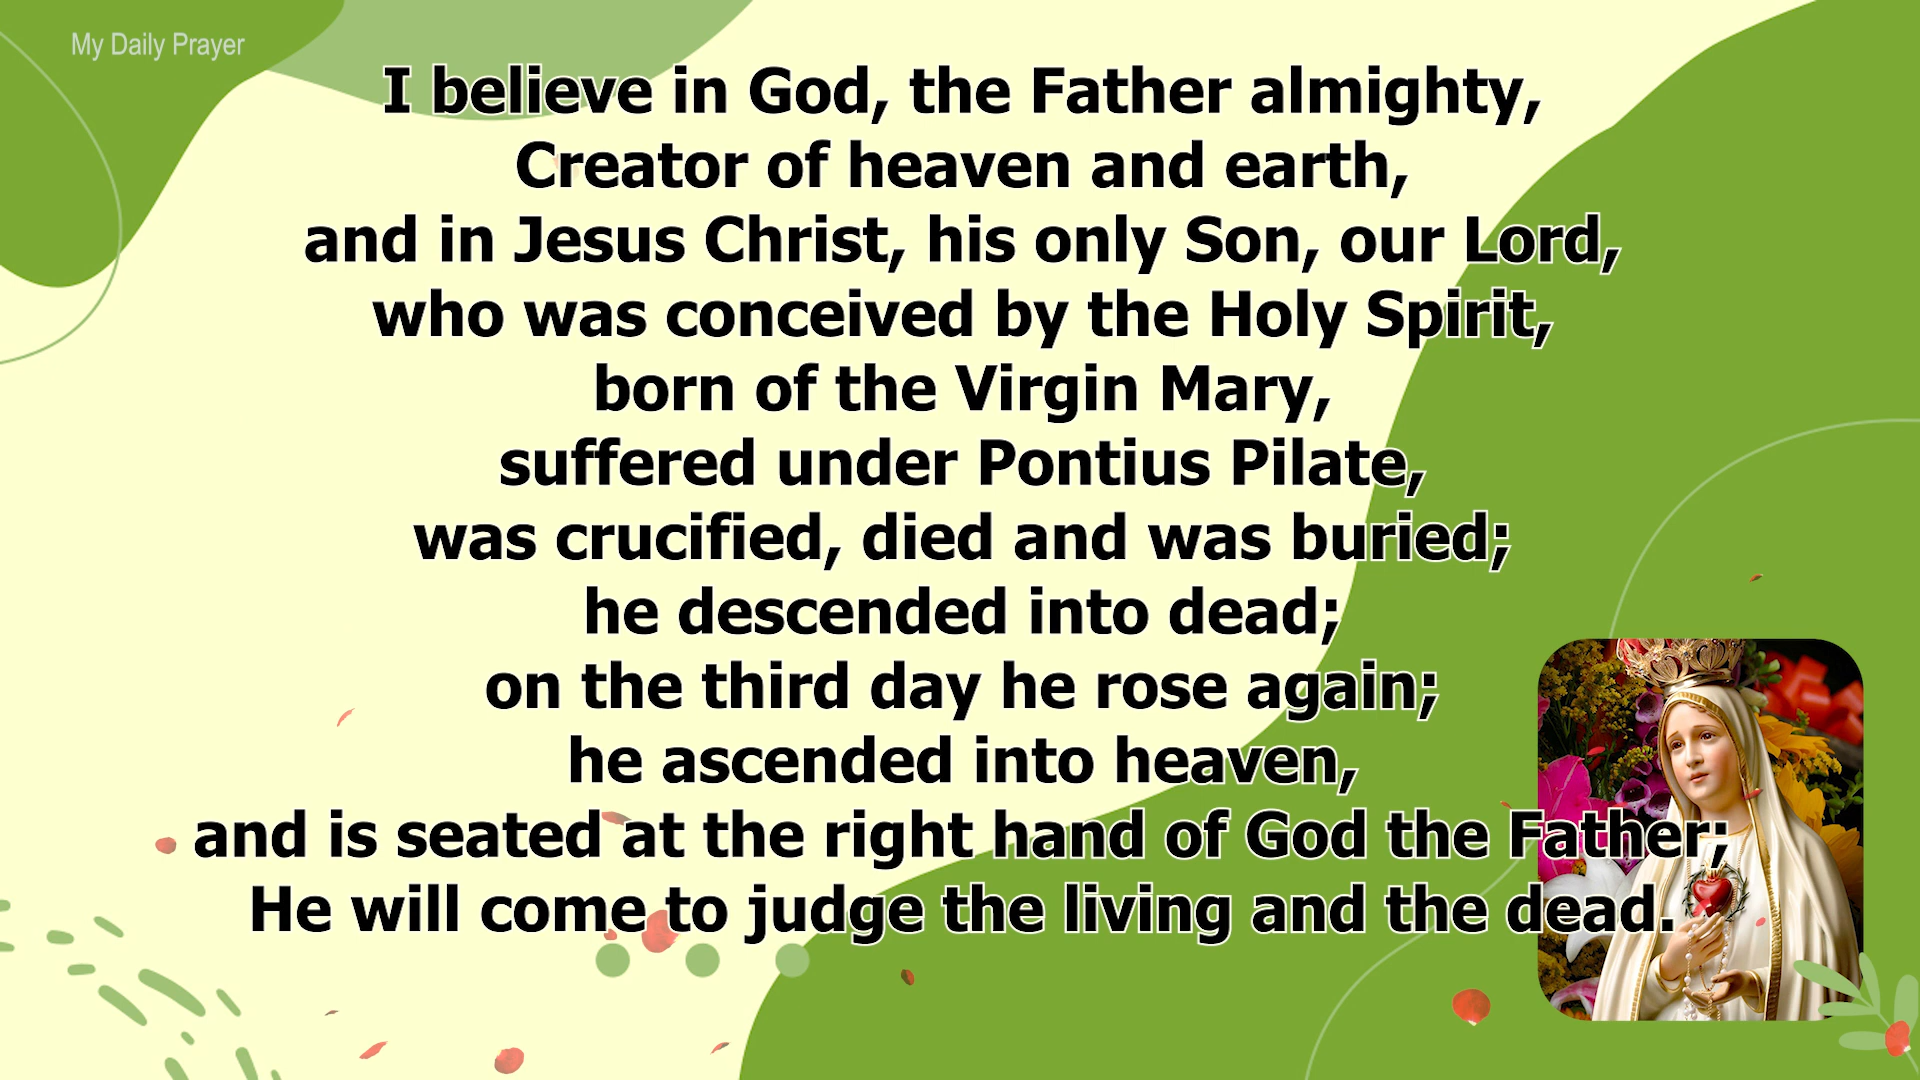 My Daily Prayer
I believe in God, the Father almighty,
Creator of heaven and earth,
and in Jesus Christ, his only Son, our Lord,
who was conceived by the Holy Spirit,
born of the Virgin Mary,
suffered under Pontius Pilate,
was crucified, died and was buried;
he descended into dead;
on the third day he rose again;
he ascended into heaven,
and is seated at the right hand of God the Father;
He will come to judge the living and the dead.